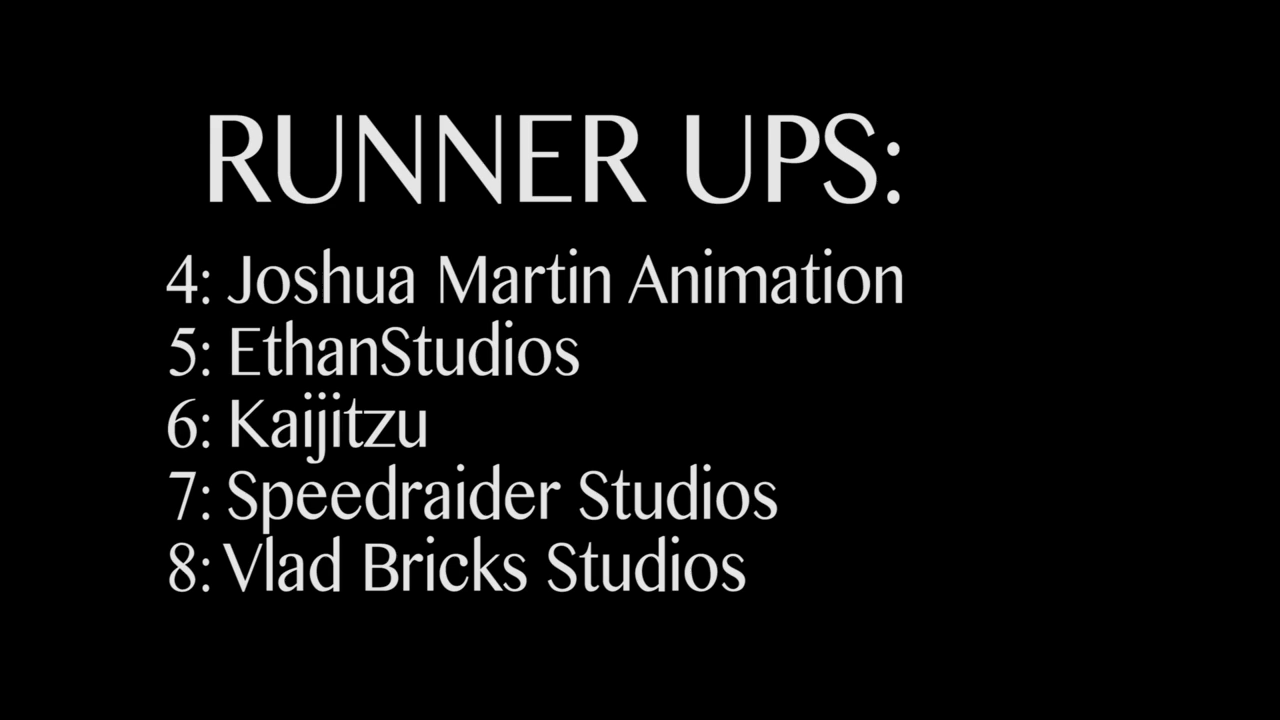 RUNNER UPS:
4: Joshua Martin Animation
5: EthanStudios
6: Kaijitzu
7: Speedraider Studios
8: Vlad Bricks Studios